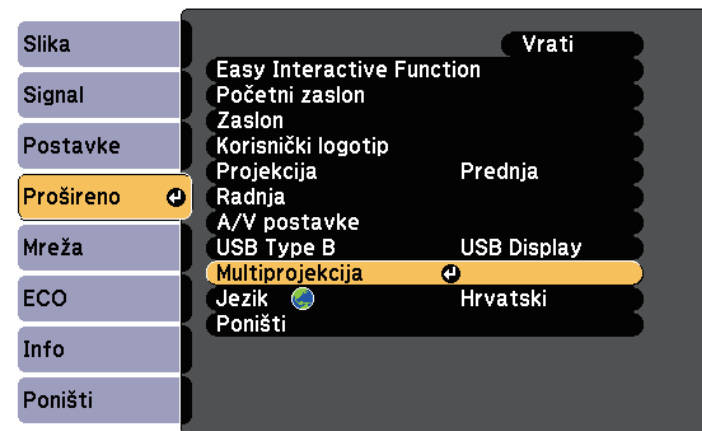 Slika
Signal
Postavke
Prošireno
Mreža
ECO
Info
Poništi
Vrati
Easy Interactive Function
Početni zaslon
Zaslon
Korisnički logotip
Projekcija Prednja
Radnja
A/V postavke
USB Type B USB Display
Multiprojekcija
Jezik Hrvatski
Poništi